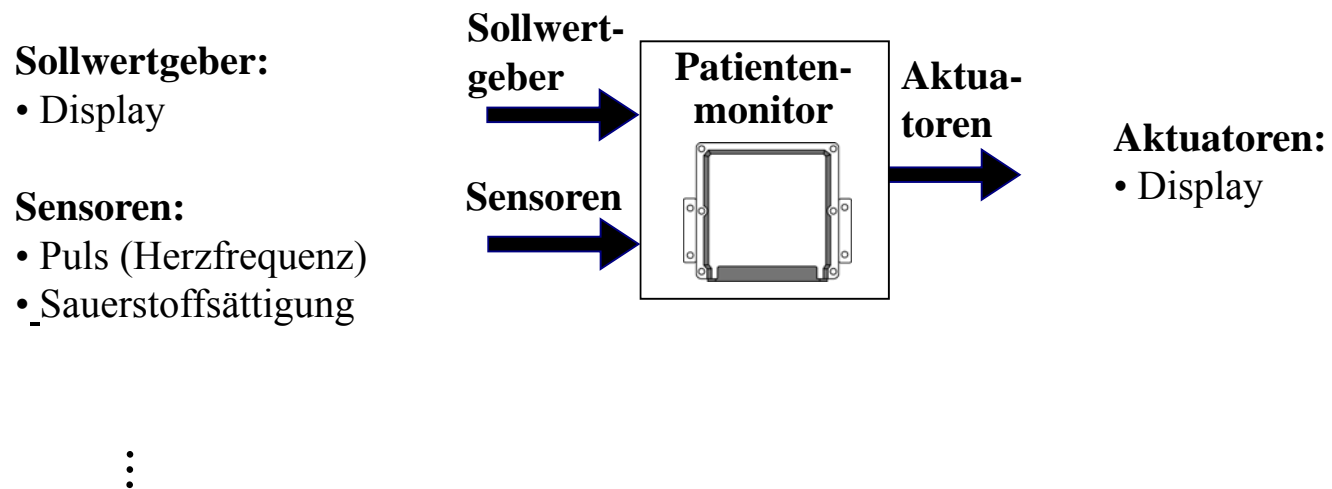 Sollwertgeber:
• Display
Sensoren:
• Puls (Herzfrequenz)
• Sauerstoffsättigung
⋮
Sollwert-
geber
Sensoren
Patienten-
monitor
Aktua-
toren
Aktuatoren:
• Display